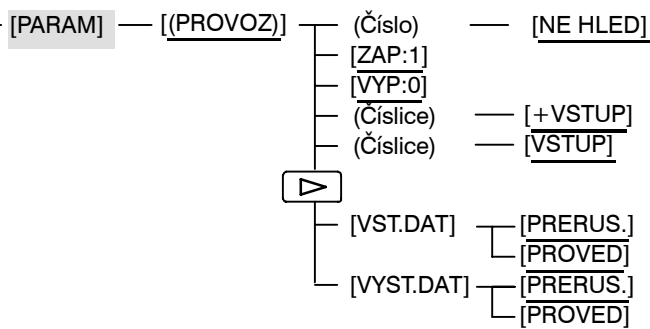 [PARAM] [(PROVOZ)] (Číslo) [NE HLED]
[ZAP:1]
[VYP:0]
(Číslice) [+VSTUP]
(Číslice) [VSTUP]
[VST.DAT] [PRERUS.]
[PROVED]
[VYST.DAT] [PRERUS.]
[PROVED]